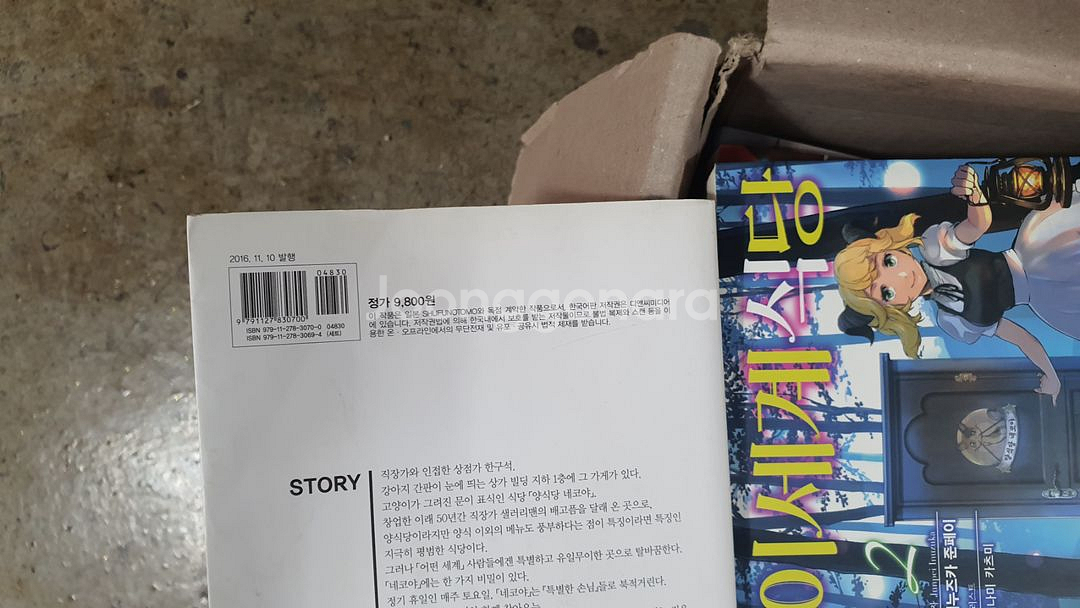 2016. 11. 10 발행
04830
9 791127 830700
ISBN 979-11-278-3070-0 04830
ISBN 979-11-278-3069-4 (세트)
정가 9,800원
이 작품은 일본 SHUFUNOTOMO와 독점 계약한 작품으로서, 한국어판 저작권은 디앤씨미디어
에 있습니다. 저작권법에 의해 한국내에서 보호를 받는 저작물이므로 불법 복제와 스캔 등을 이
용한 온·오프라인에서의 무단전재 및 유포·공유시 법적 제재를 받습니다.
STORY
직장가와 인접한 상점가 한구석,
강아지 간판이 눈에 띄는 상가 빌딩 지하 1층에 그 가게가 있다.
고양이가 그려진 문이 표식인 식당 「양식당 네코야」.
창업한 이래 50년간 직장가 샐러리맨의 배고픔을 달래 온 곳으로,
양식당이라지만 양식 이외의 메뉴도 풍부하다는 점이 특징이라면 특징인
지극히 평범한 식당이다.
그러나 「어떤 세계」 사람들에겐 특별하고 유일무이한 곳으로 탈바꿈한다.
「네코야」에는 한 가지 비밀이 있다.
정기 휴일인 매주 토요일, 「네코야」는 「특별한 손님」들로 북적거린다.
이세계 식당
2
Junpei Inuzuka
누즈카 준페이
나미 카츠미